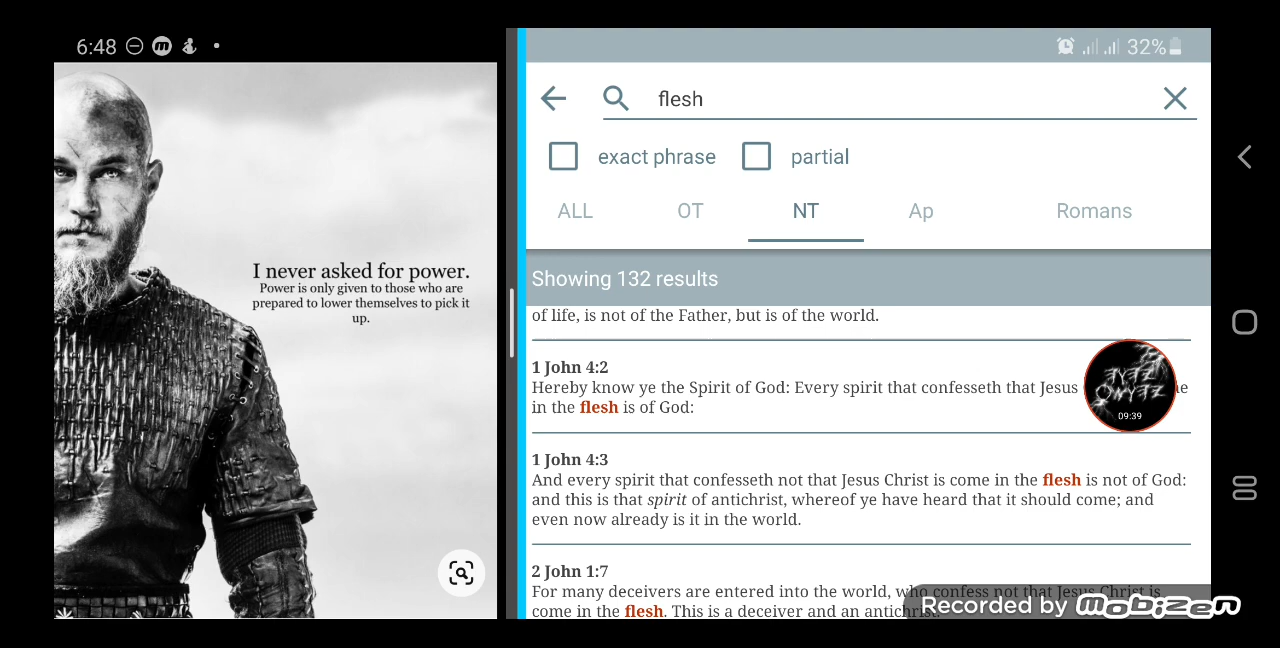 6:48
32%
I never asked for power.
Power is only given to those who are
prepared to lower themselves to pick it
up.
flesh
exact phrase
partial
ALL
OT
NT
Ap
Romans
Showing 132 results
of life, is not of the Father, but is of the world.
1 John 4:2
Hereby know ye the Spirit of God: Every spirit that confesseth that Jesus
in the flesh is of God:
09:39
1 John 4:3
And every spirit that confesseth not that Jesus Christ is come in the flesh is not of God:
and this is that spirit of antichrist, whereof ye have heard that it should come; and
even now already is it in the world.
2 John 1:7
For many deceivers are entered into the world, who confess not that Jesus Christ is
come in the flesh. This is a deceiver and an antichrist.
Recorded by mobizen